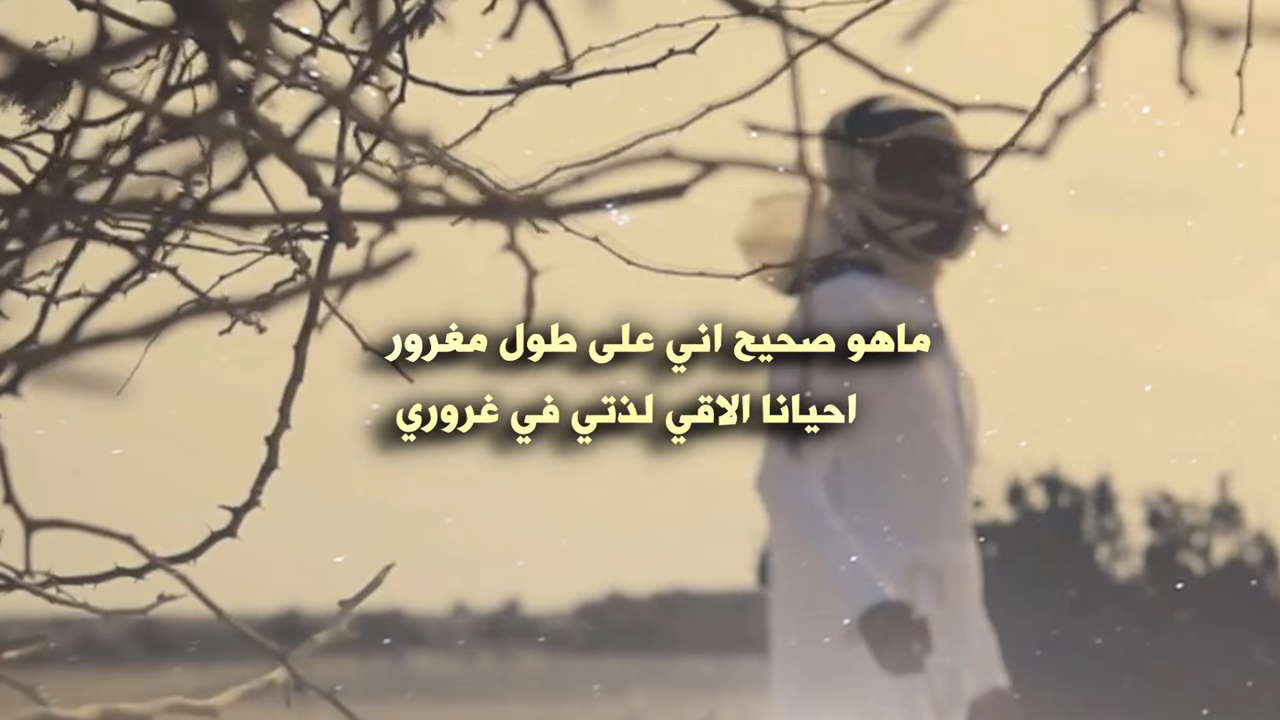 ماهو صحيح اني على طول مغرور
احيانا الاقي لذتي في غروري